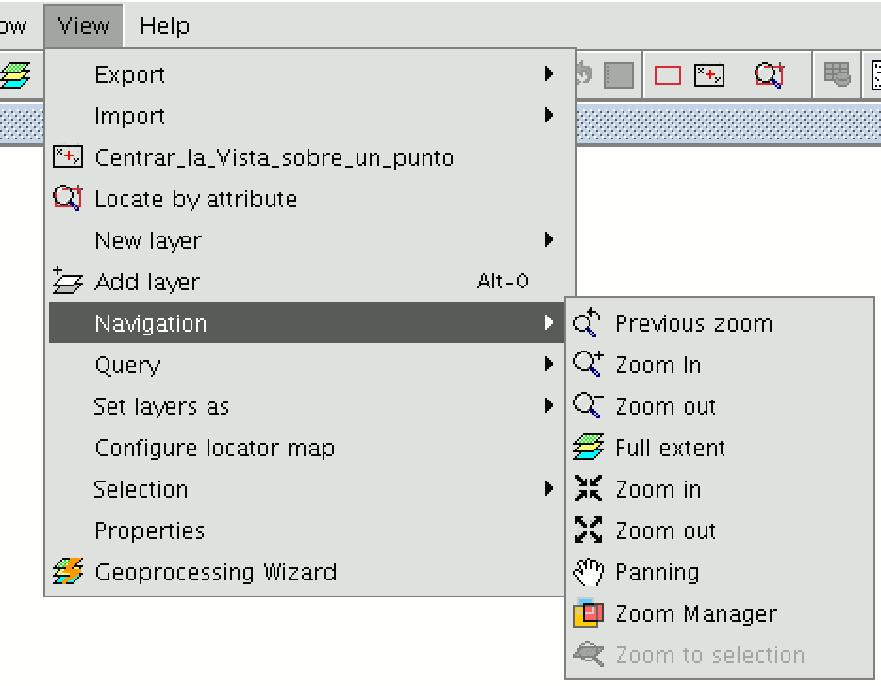 ow View Help
Export
Import
Centrar_la_Vista_sobre_un_punto
Locate by attribute
New layer
Add layer Alt-O
Navigation
Query
Set layers as
Configure locator map
Selection
Properties
Geoprocessing Wizard
Previous zoom
Zoom In
Zoom out
Full extent
Zoom in
Zoom out
Panning
Zoom Manager
Zoom to selection